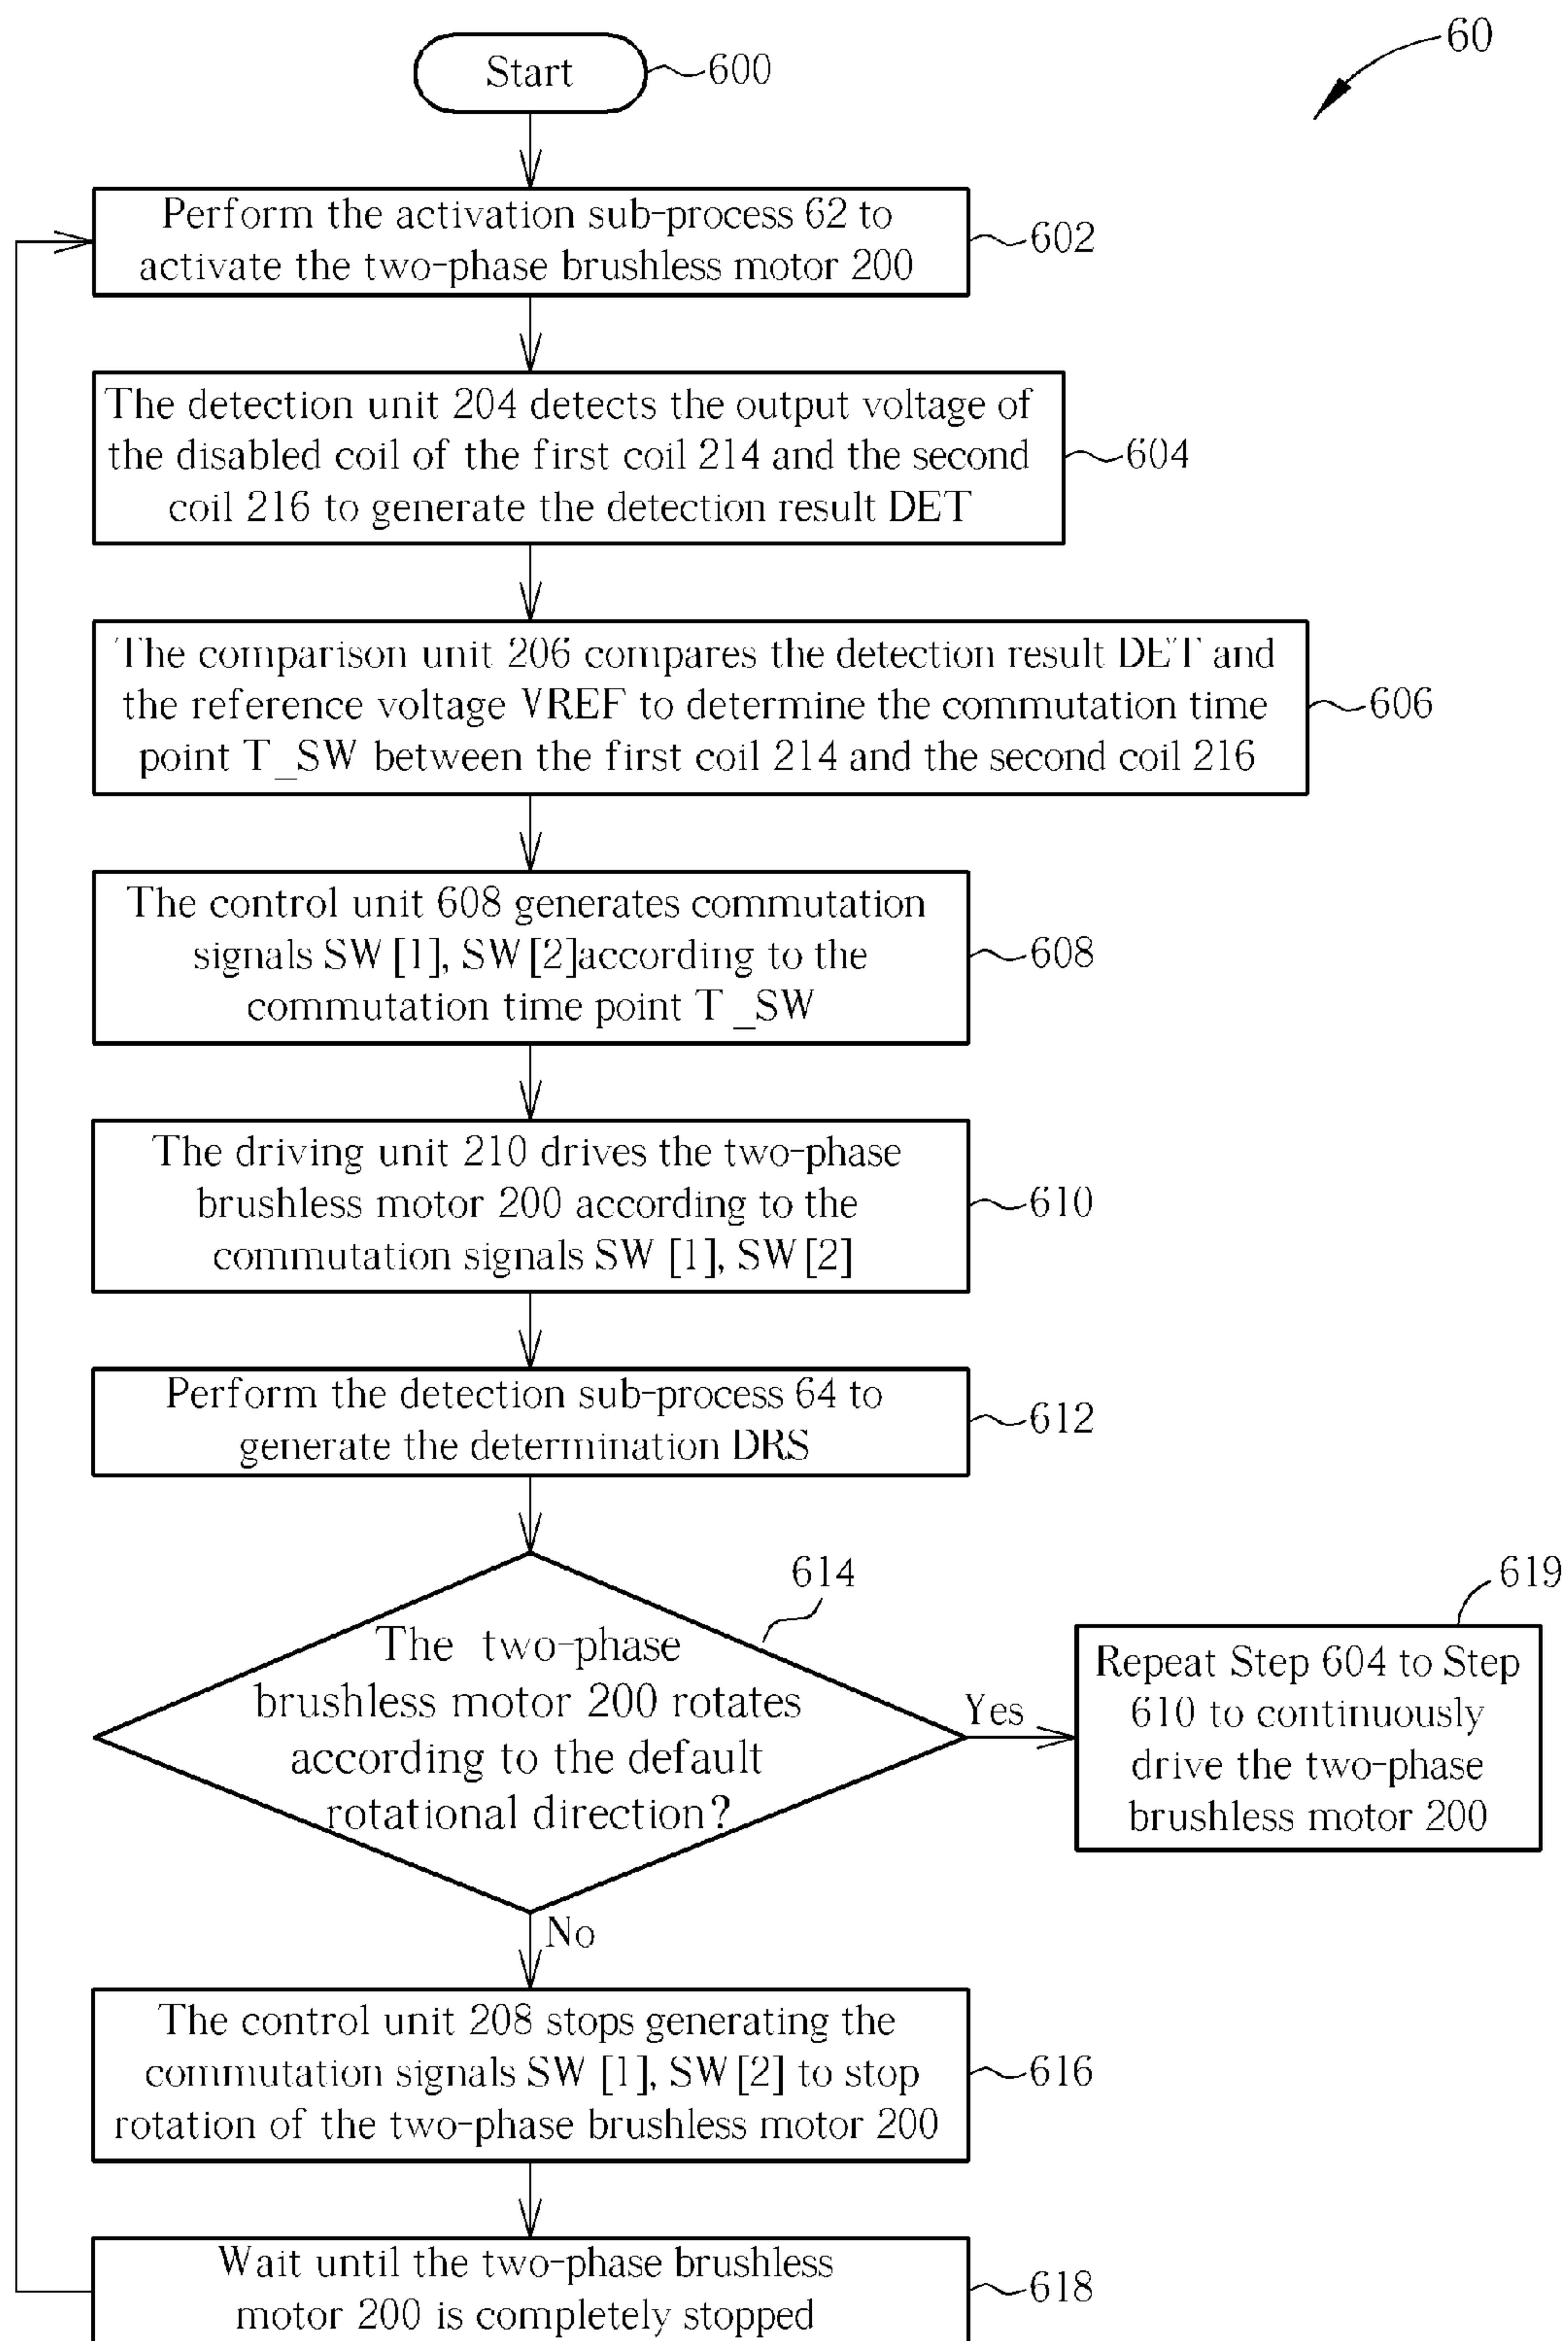 60
Start
600
Perform the activation sub-process 62 to
activate the two-phase brushless motor 200
602
The detection unit 204 detects the output voltage of
the disabled coil of the first coil 214 and the second
coil 216 to generate the detection result DET
604
The comparison unit 206 compares the detection result DET and
the reference voltage VREF to determine the commutation time
point T_SW between the first coil 214 and the second coil 216
606
The control unit 608 generates commutation
signals SW[1], SW[2]according to the
commutation time point T_SW
608
The driving unit 210 drives the two-phase
brushless motor 200 according to the
commutation signals SW [1], SW[2]
610
Perform the detection sub-process 64 to
generate the determination DRS
612
614
The two-phase
brushless motor 200 rotates
according to the default
rotational direction?
Yes
619
Repeat Step 604 to Step
610 to continuously
drive the two-phase
brushless motor 200
No
The control unit 208 stops generating the
commutation signals SW [1], SW[2] to stop
rotation of the two-phase brushless motor 200
616
Wait until the two-phase brushless
motor 200 is completely stopped
618